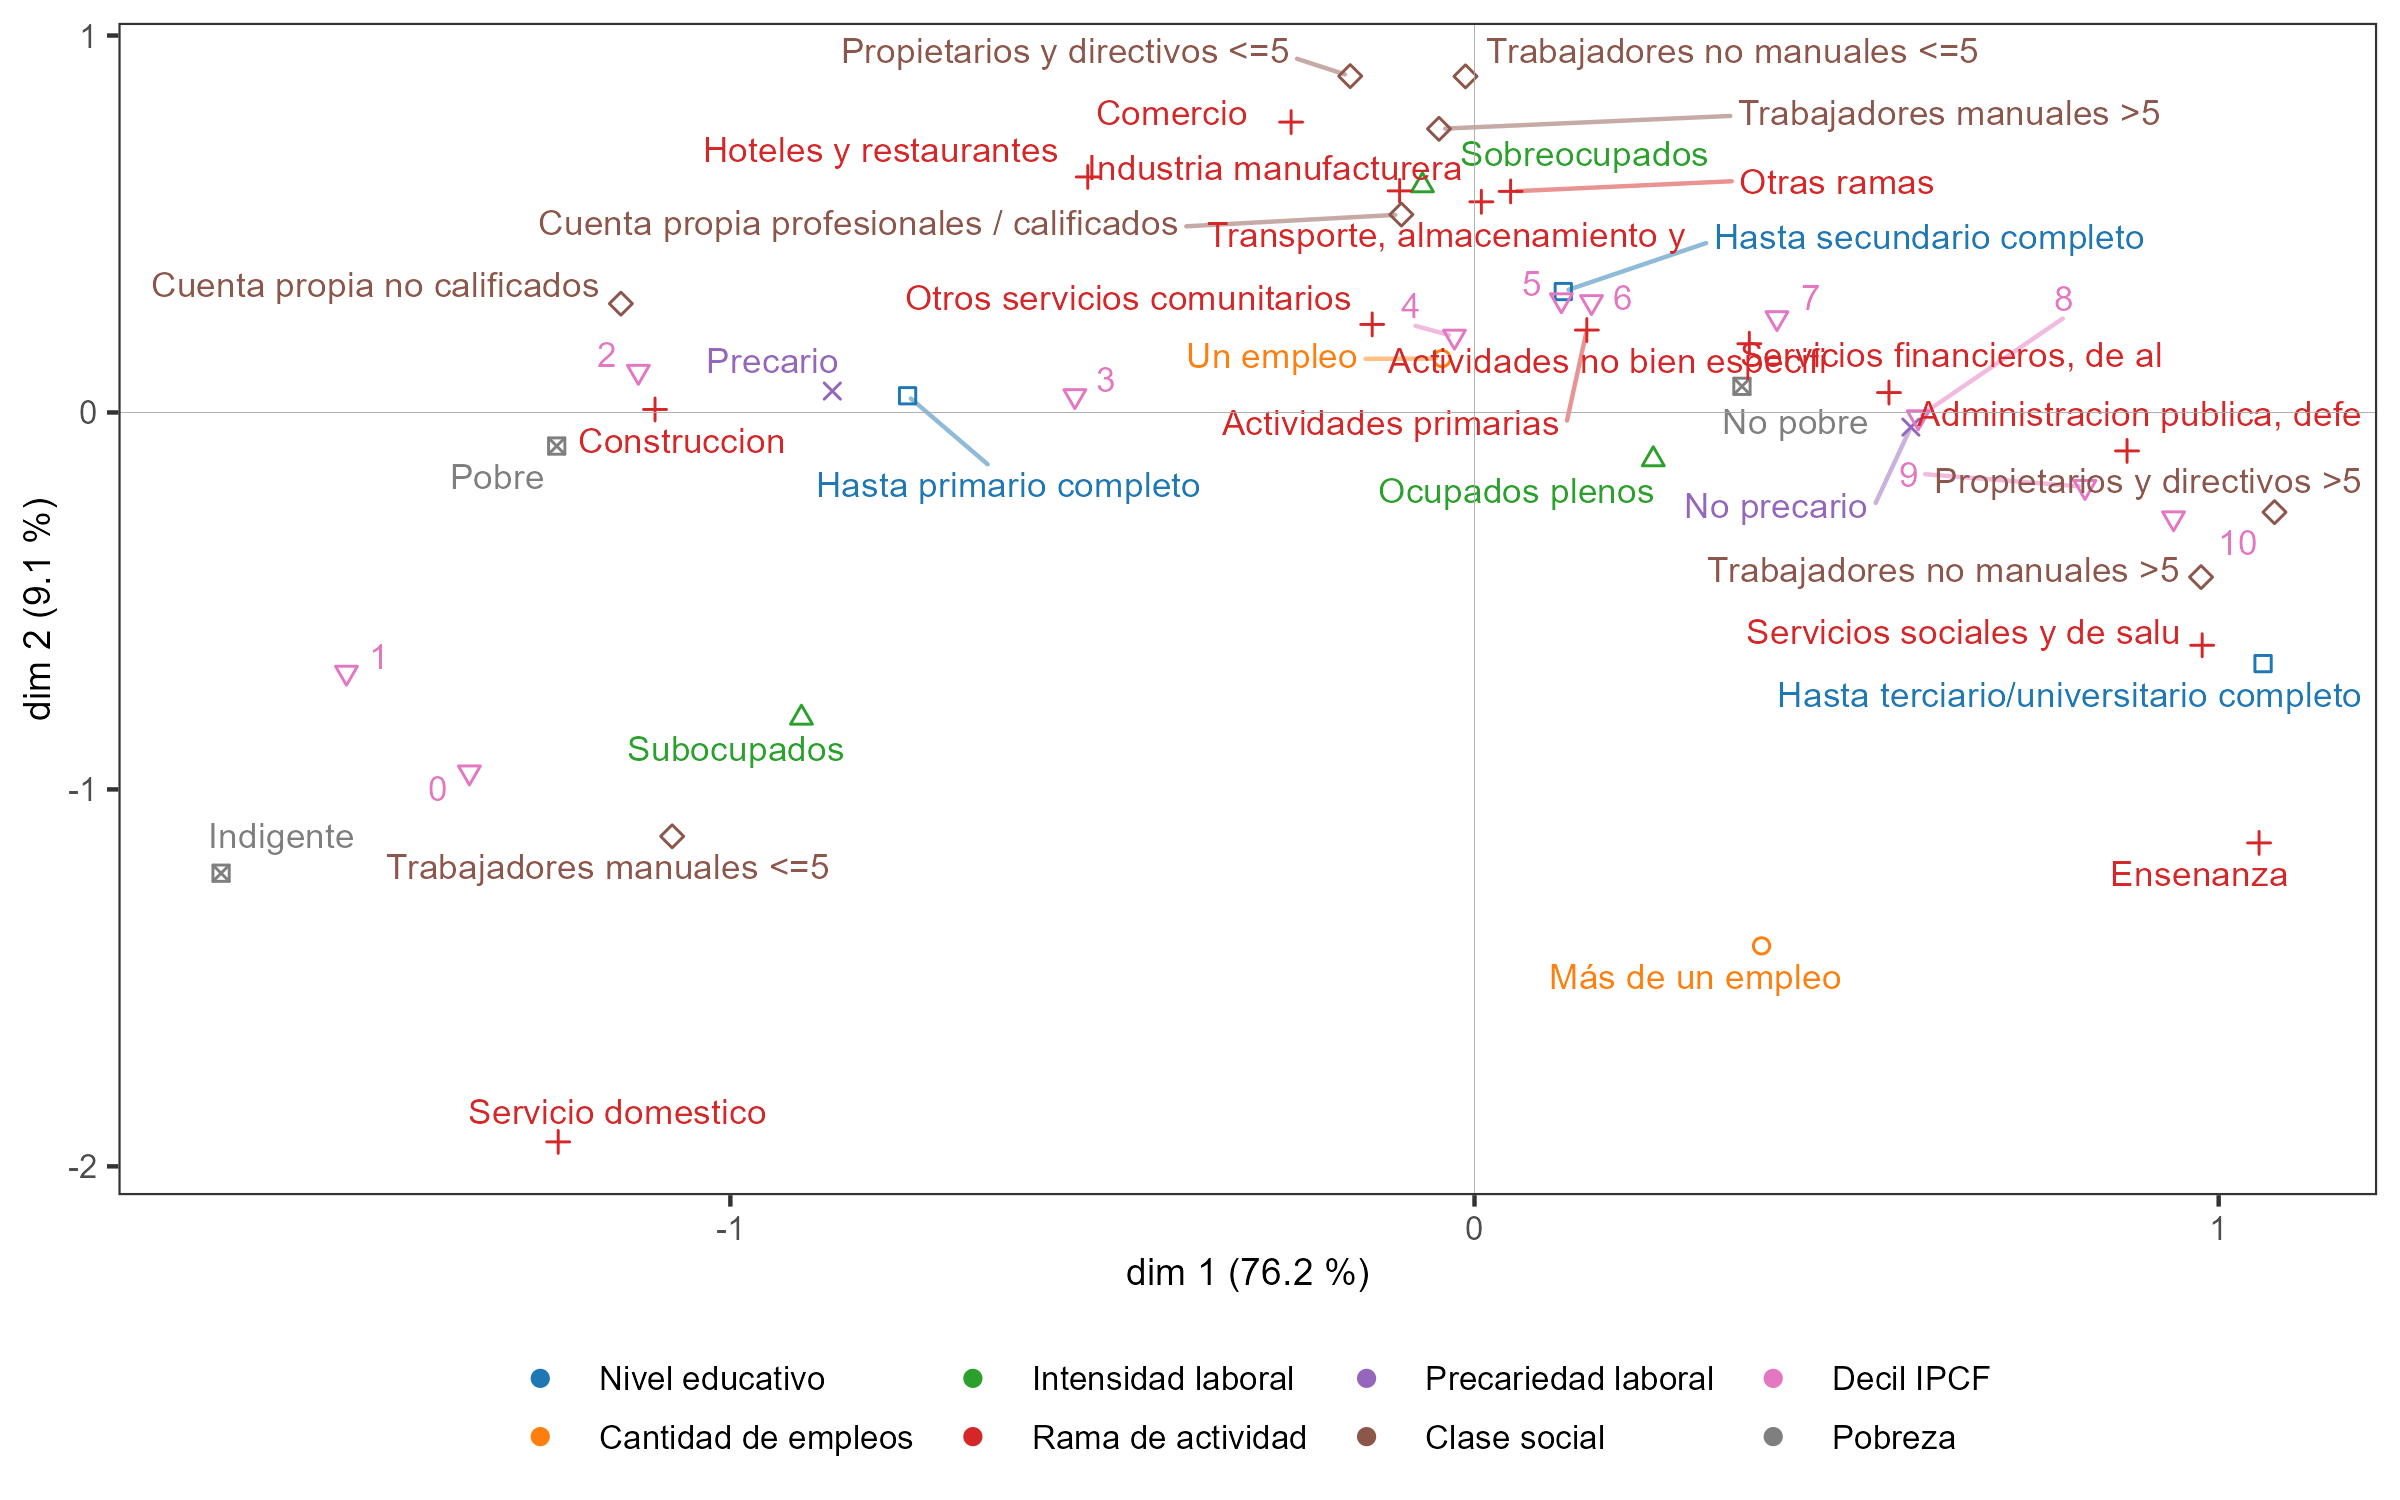 1
Propietarios y directivos <=5
Trabajadores no manuales <=5
Comercio
Trabajadores manuales >5
Hoteles y restaurantes
Industria manufacturera
Sobreocupados
Otras ramas
Cuenta propia profesionales / calificados
Transporte, almacenamiento y
Hasta secundario completo
Cuenta propia no calificados
Otros servicios comunitarios
4
5
6
7
8
2
Precario
Un empleo
Actividades no bien especifi
Servicios financieros, de al
3
0
Construccion
Actividades primarias
No pobre
Administracion publica, defe
Pobre
Hasta primario completo
Ocupados plenos
No precario
9
Propietarios y directivos >5
10
Trabajadores no manuales >5
Servicios sociales y de salu
1
Hasta terciario/universitario completo
Subocupados
-1
0
Indigente
Trabajadores manuales <=5
Ensenanza
Más de un empleo
Servicio domestico
-2
dim 2 (9.1 %)
-1
0
1
dim 1 (76.2 %)
Nivel educativo
Intensidad laboral
Precariedad laboral
Decil IPCF
Cantidad de empleos
Rama de actividad
Clase social
Pobreza